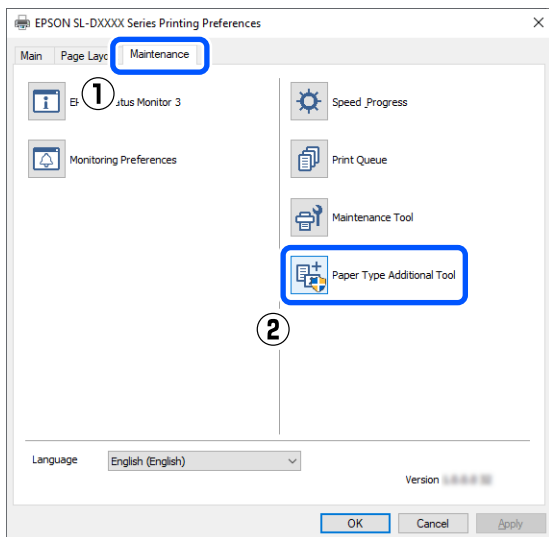 EPSON SL-DXXXX Series Printing Preferences
Main Page Layo Maintenance
①
tus Monitor 3
Speed Progress
Monitoring Preferences
Print Queue
Maintenance Tool
Paper Type Additional Tool
②
Language English (English)
Version
OK Cancel Apply